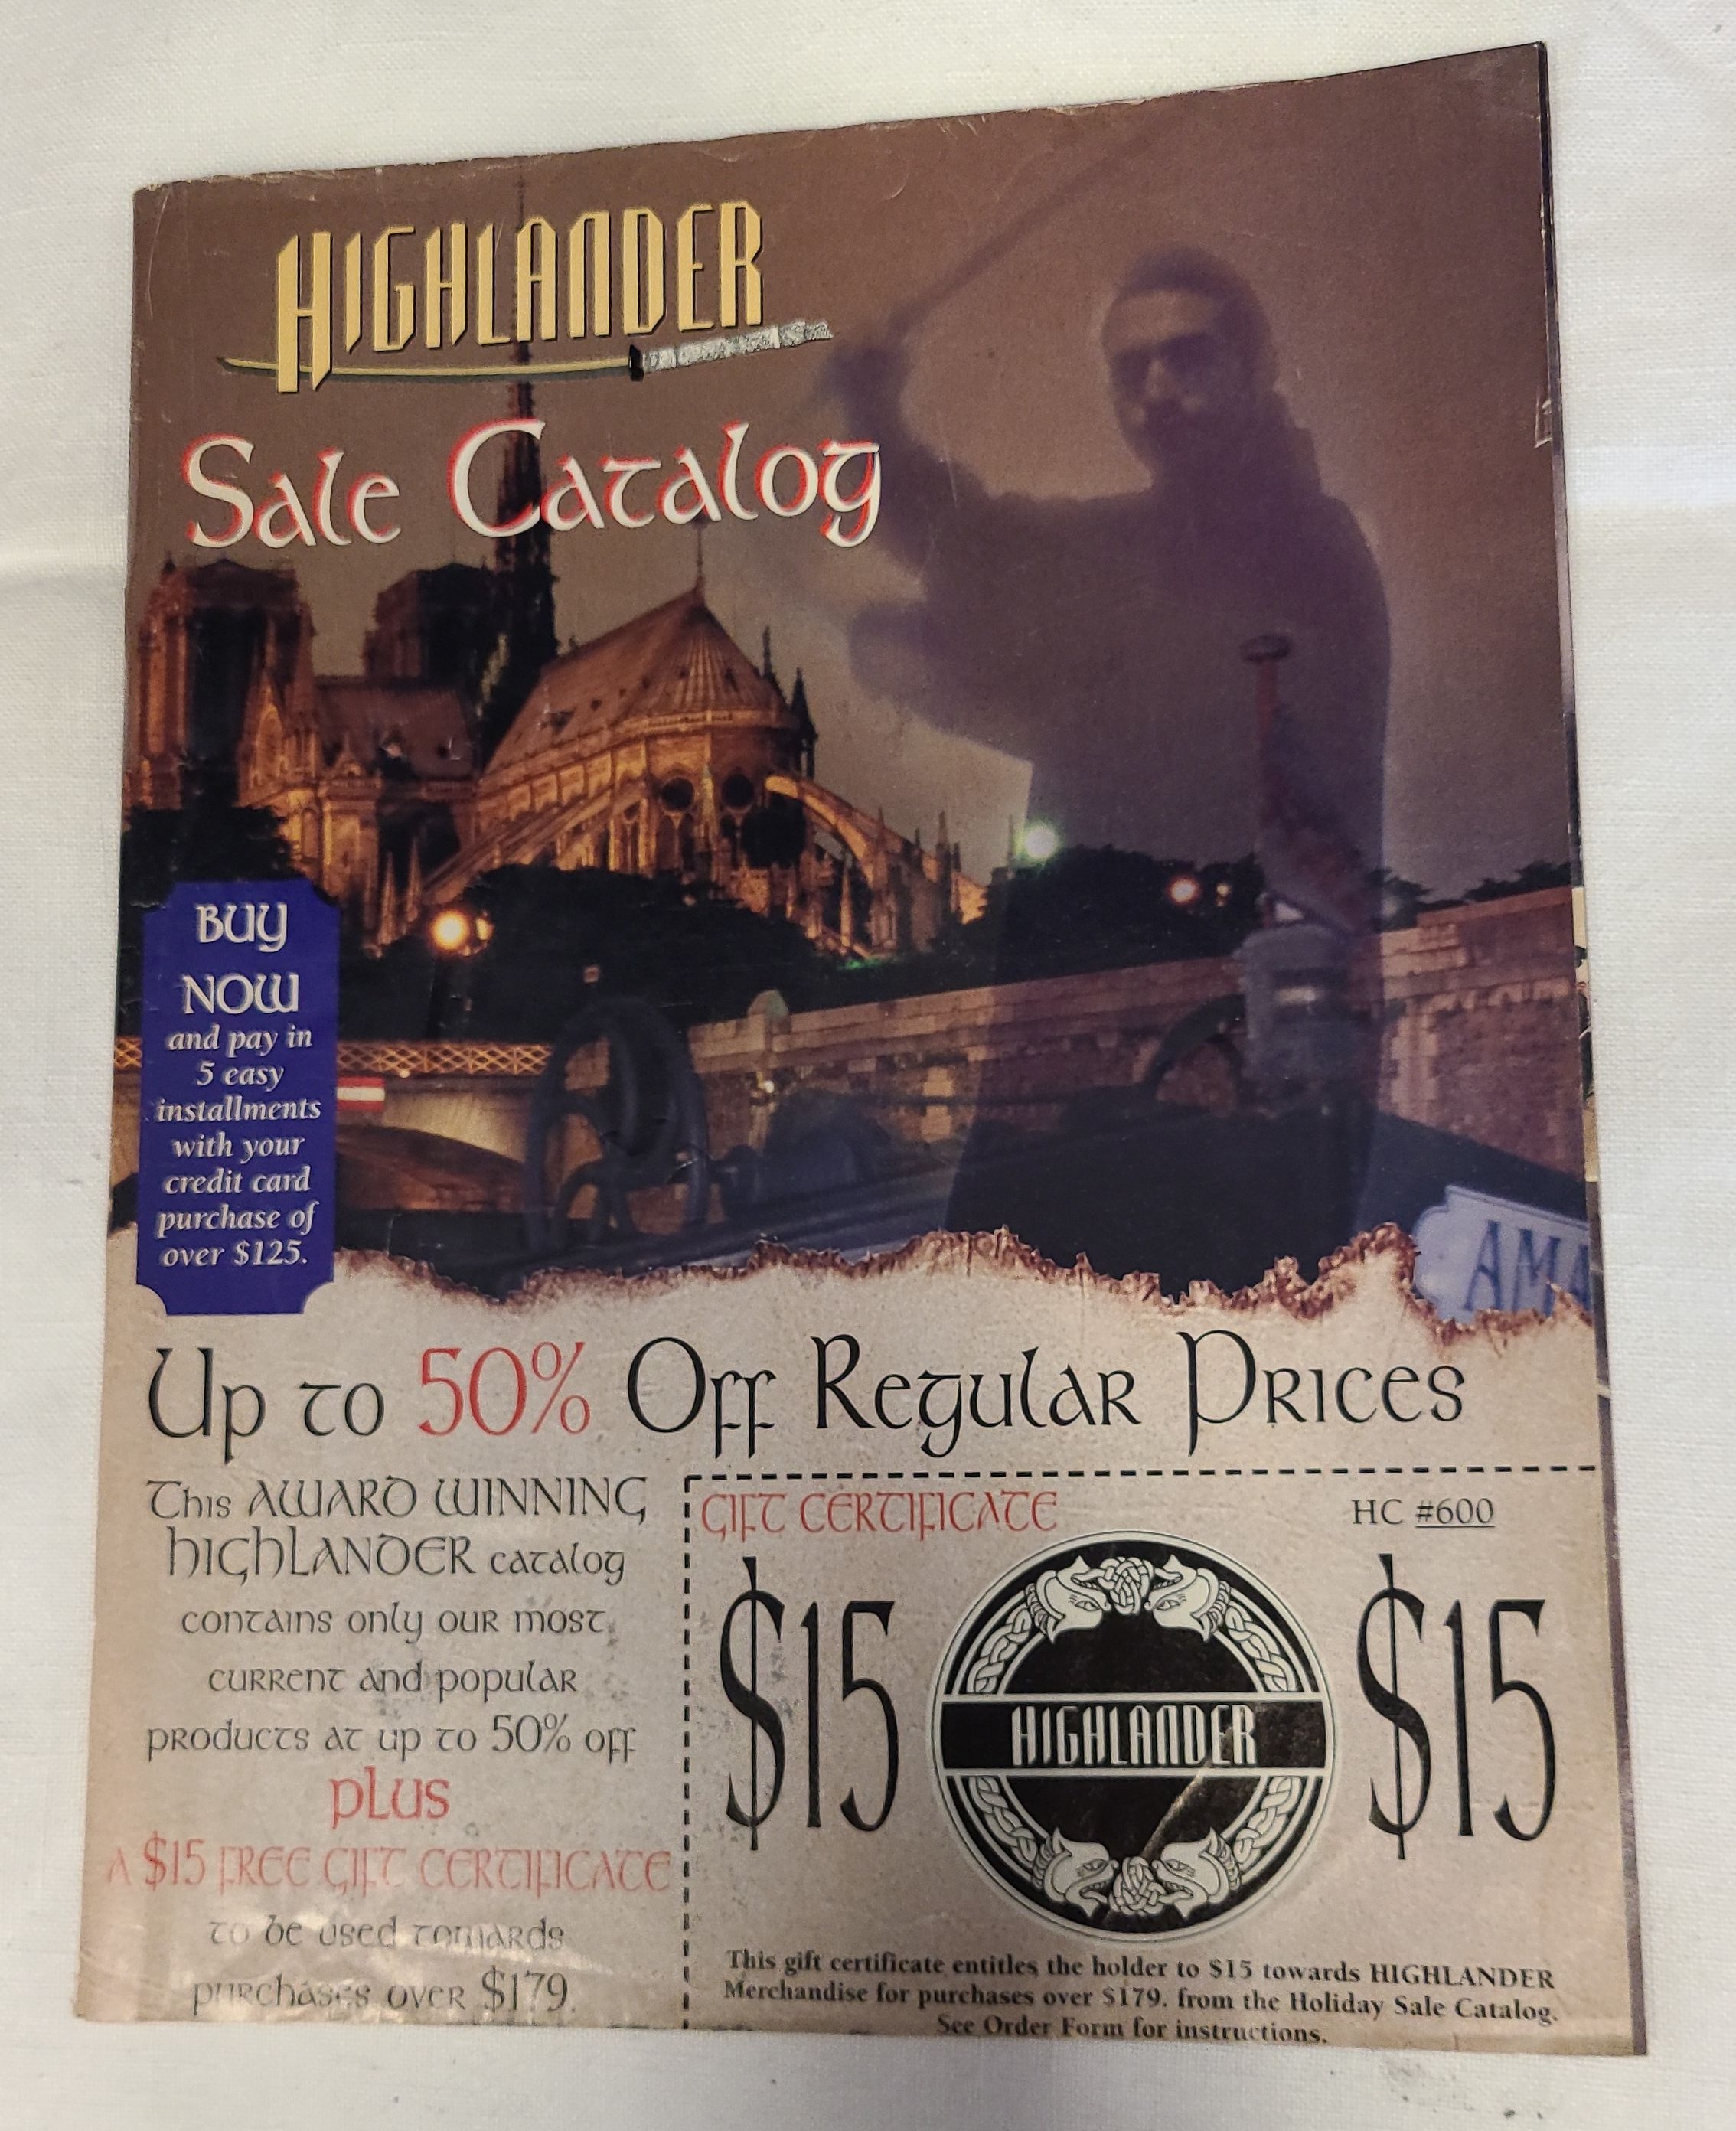 HIGHLANDER
Sale Catalog
BUY
NOW
and pay in
5 easy
installments
with your
credit card
purchase of
over $125.
AMA
Up to 50% Off Regular Prices
This AWARD WINNING
HIGHLANDER catalog
contains only our most
current and popular
products at up to 50% off
plus
A $15 FREE GIFT CERTIFICATE
to be used towards
purchases over $179.
GIFT CERTIFICATE
HC #600
$15
HIGHLANDER
$15
This gift certificate entitles the holder to $15 towards HIGHLANDER
Merchandise for purchases over $179. from the Holiday Sale Catalog.
See Order Form for instructions.